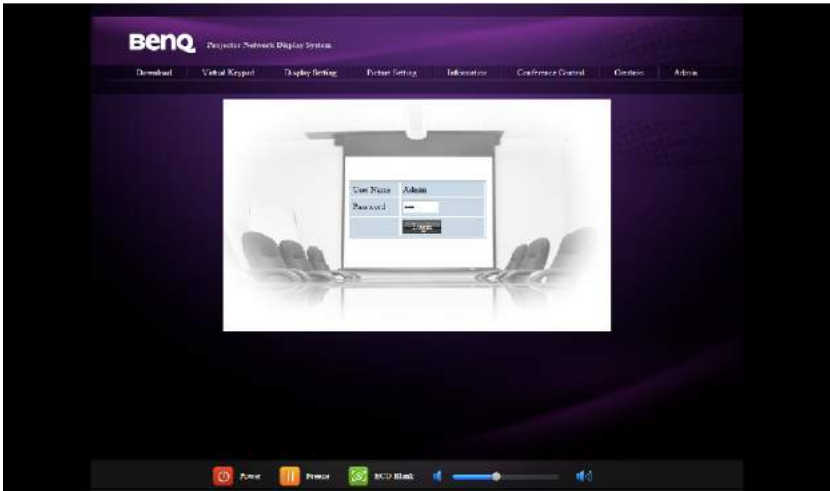 BenQ Projector Network Display System
Download Virtual Keypad Display Setting Picture Setting Information Conference Control Crestron Admin
User Name Admin
Password ••••
Login
Power Freeze ECO Blank